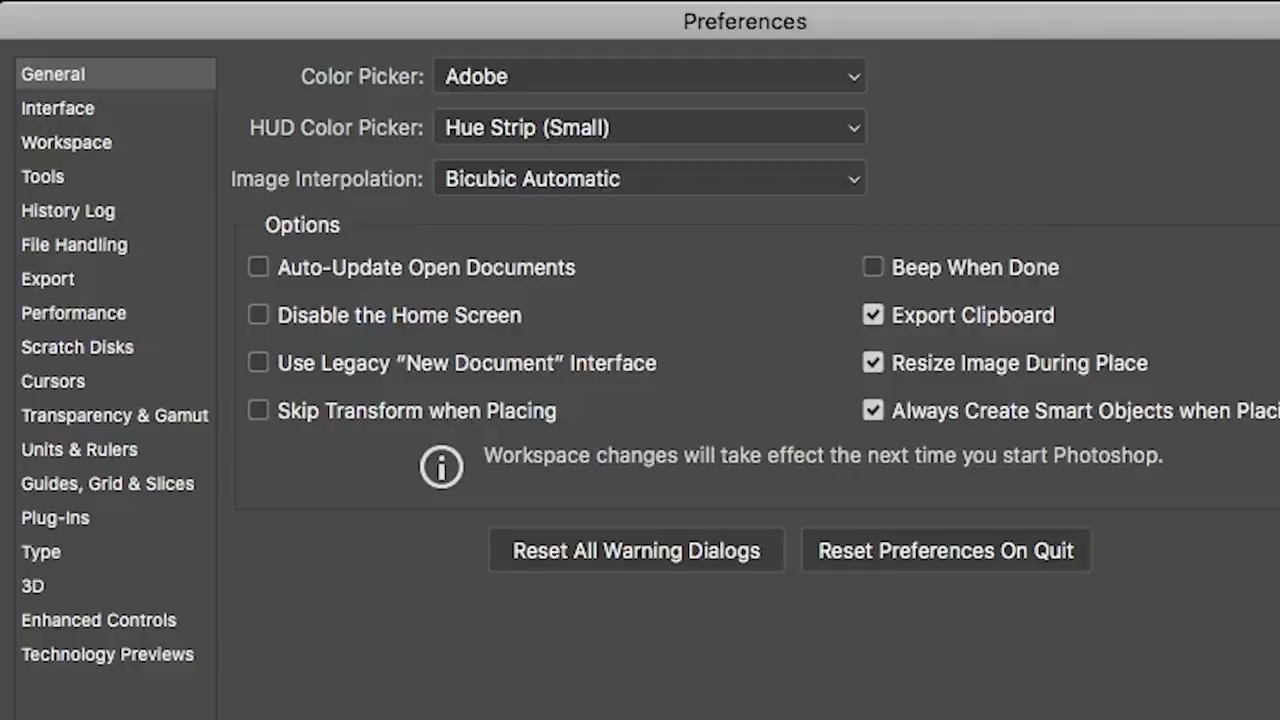 Preferences
General
Interface
Workspace
Tools
History Log
File Handling
Export
Performance
Scratch Disks
Cursors
Transparency & Gamut
Units & Rulers
Guides, Grid & Slices
Plug-Ins
Type
3D
Enhanced Controls
Technology Previews
Color Picker: Adobe
HUD Color Picker: Hue Strip (Small)
Image Interpolation: Bicubic Automatic
Options
Auto-Update Open Documents
Disable the Home Screen
Use Legacy “New Document” Interface
Skip Transform when Placing
Beep When Done
Export Clipboard
Resize Image During Place
Always Create Smart Objects when Placi
Workspace changes will take effect the next time you start Photoshop.
Reset All Warning Dialogs
Reset Preferences On Quit